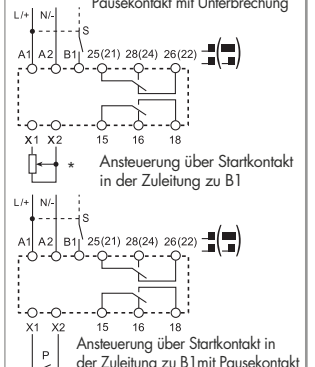 Pausekontakt mit Unterbrechung
L/+ N/-
S
A1 A2 B1 25(21) 28(24) 26(22)
X1 X2 15 16 18
*
Ansteuerung über Startkontakt
in der Zuleitung zu B1
L/+ N/-
S
A1 A2 B1 25(21) 28(24) 26(22)
X1 X2 15 16 18
P
Ansteuerung über Startkontakt in
der Zuleitung zu B1mit Pausekontakt